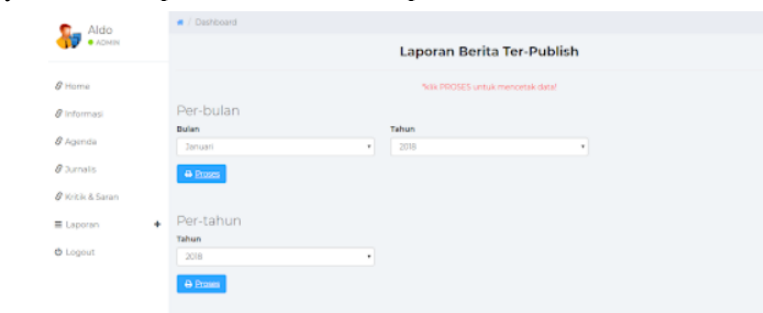 Aldo
ADMIN
/ Dashboard
Laporan Berita Ter-Publish
*klik PROSES untuk mencetak data!
Home
Informasi
Agenda
Jurnalis
Kritik & Saran
Laporan +
Logout
Per-bulan
Bulan Tahun
Januari 2018
Proses
Per-tahun
Tahun
2018
Proses